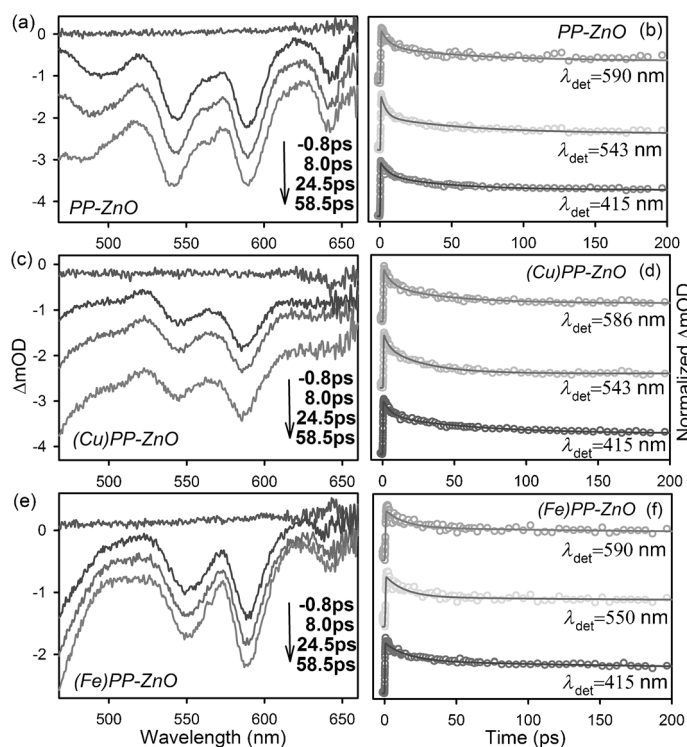 (a)
0
-1
-2
-3
-4
-0.8ps
8.0ps
24.5ps
58.5ps
PP-ZnO
500 550 600 650
(b)
PP-ZnO
λdet=590 nm
λdet=543 nm
λdet=415 nm
0 50 100 150 200
(c)
0
-1
-2
-3
-4
-0.8ps
8.0ps
24.5ps
58.5ps
(Cu)PP-ZnO
500 550 600 650
ΔmOD
(d)
(Cu)PP-ZnO
λdet=586 nm
λdet=543 nm
λdet=415 nm
0 50 100 150 200
Normalized ΔmOD
(e)
0
-1
-2
-0.8ps
8.0ps
24.5ps
58.5ps
(Fe)PP-ZnO
500 550 600 650
Wavelength (nm)
(f)
(Fe)PP-ZnO
λdet=590 nm
λdet=550 nm
λdet=415 nm
0 50 100 150 200
Time (ps)